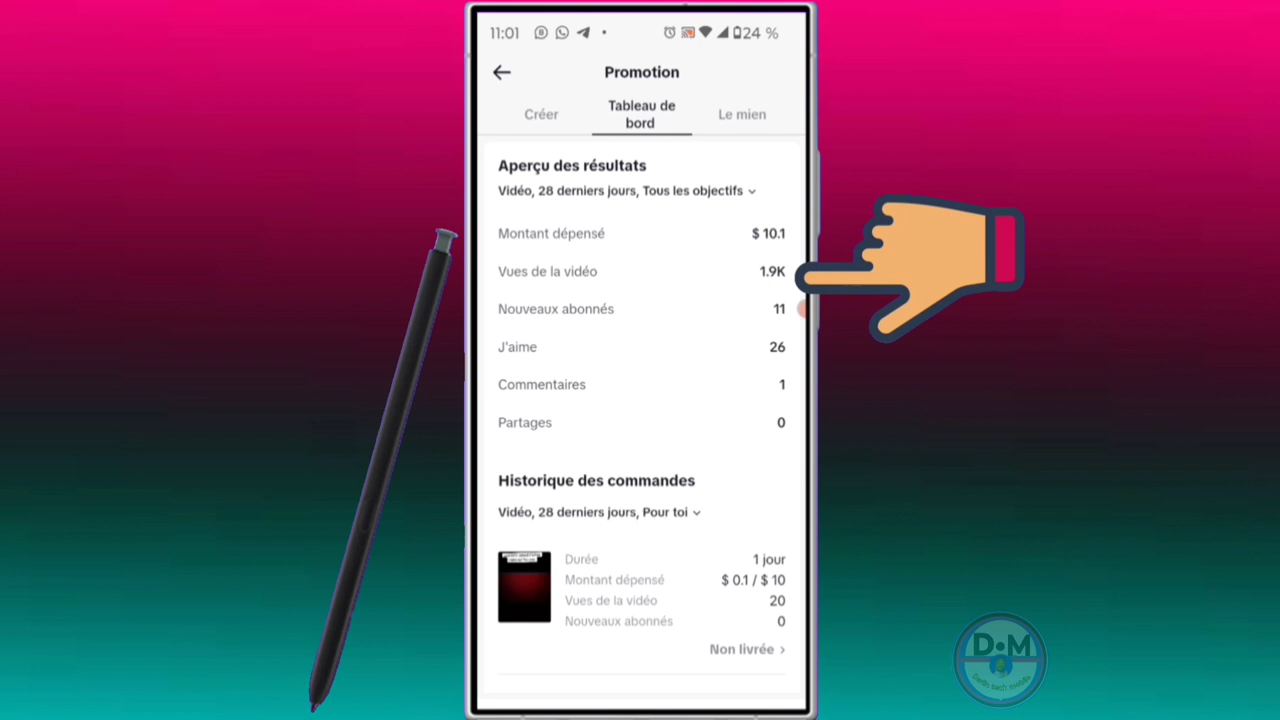 11:01
24 %
Promotion
Créer
Tableau de bord
Le mien
Aperçu des résultats
Vidéo, 28 derniers jours, Tous les objectifs
Montant dépensé $ 10.1
Vues de la vidéo 1.9K
Nouveaux abonnés 11
J'aime 26
Commentaires 1
Partages 0
Historique des commandes
Vidéo, 28 derniers jours, Pour toi
Durée 1 jour
Montant dépensé $ 0.1 / $ 10
Vues de la vidéo 20
Nouveaux abonnés 0
Non livrée
D•M